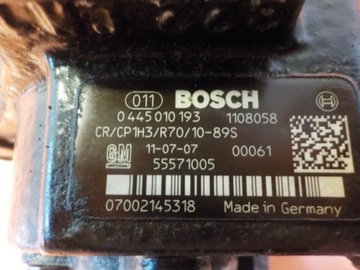 011 BOSCH
0 445 010 193 1108058
CR/CP1H3/R70/10-89S
GM 11-07-07 00061
55571005
07002145318 Made in Germany